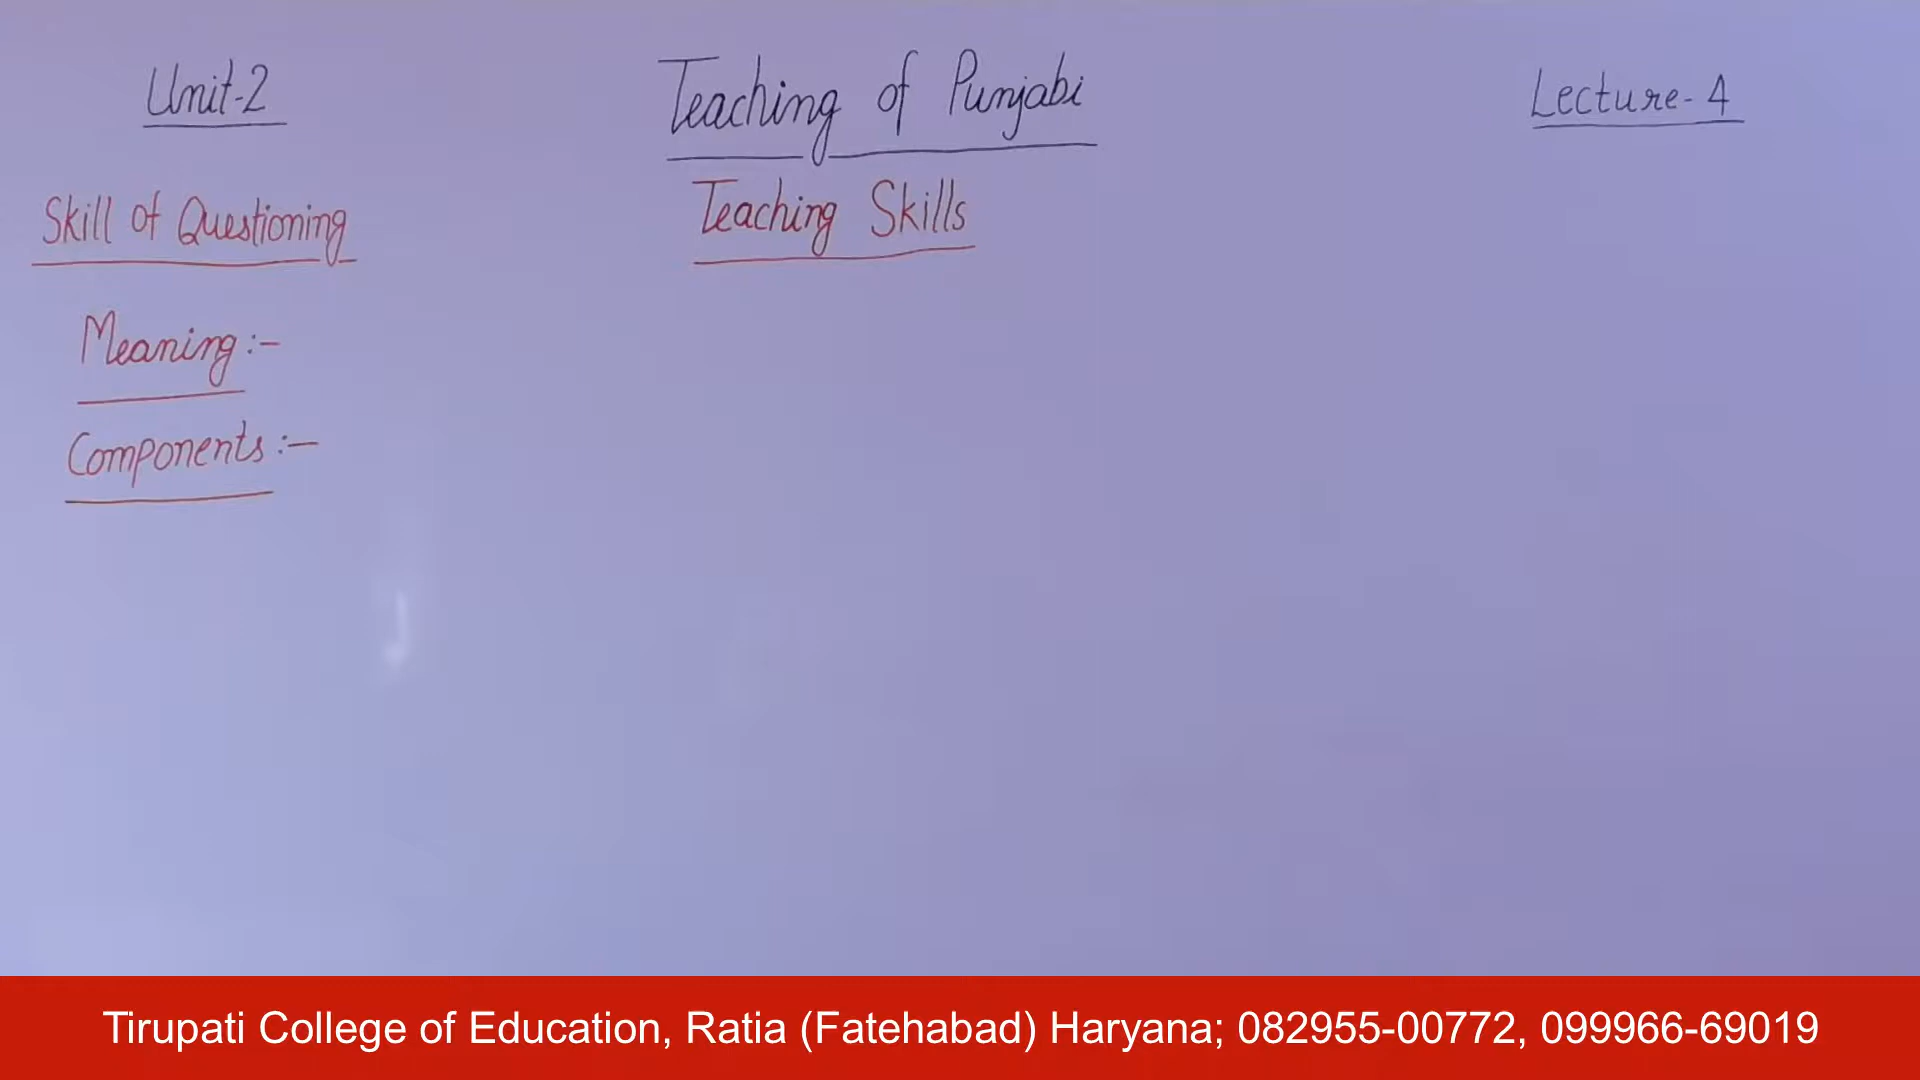 Unit-2
Teaching of Punjabi
Lecture-4
Teaching Skills
Skill of Questioning
Meaning:-
Components:-
Tirupati College of Education, Ratia (Fatehabad) Haryana; 082955-00772, 099966-69019